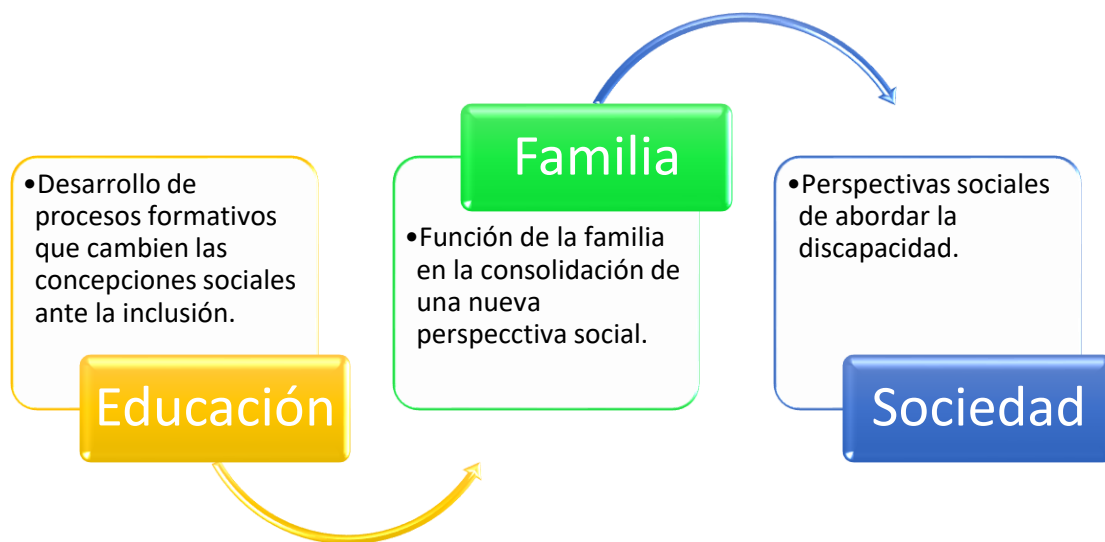 •Desarrollo de
procesos formativos
que cambien las
concepciones sociales
ante la inclusión.
Educación
Familia
•Función de la familia
en la consolidación de
una nueva
perspecctiva social.
•Perspectivas sociales
de abordar la
discapacidad.
Sociedad